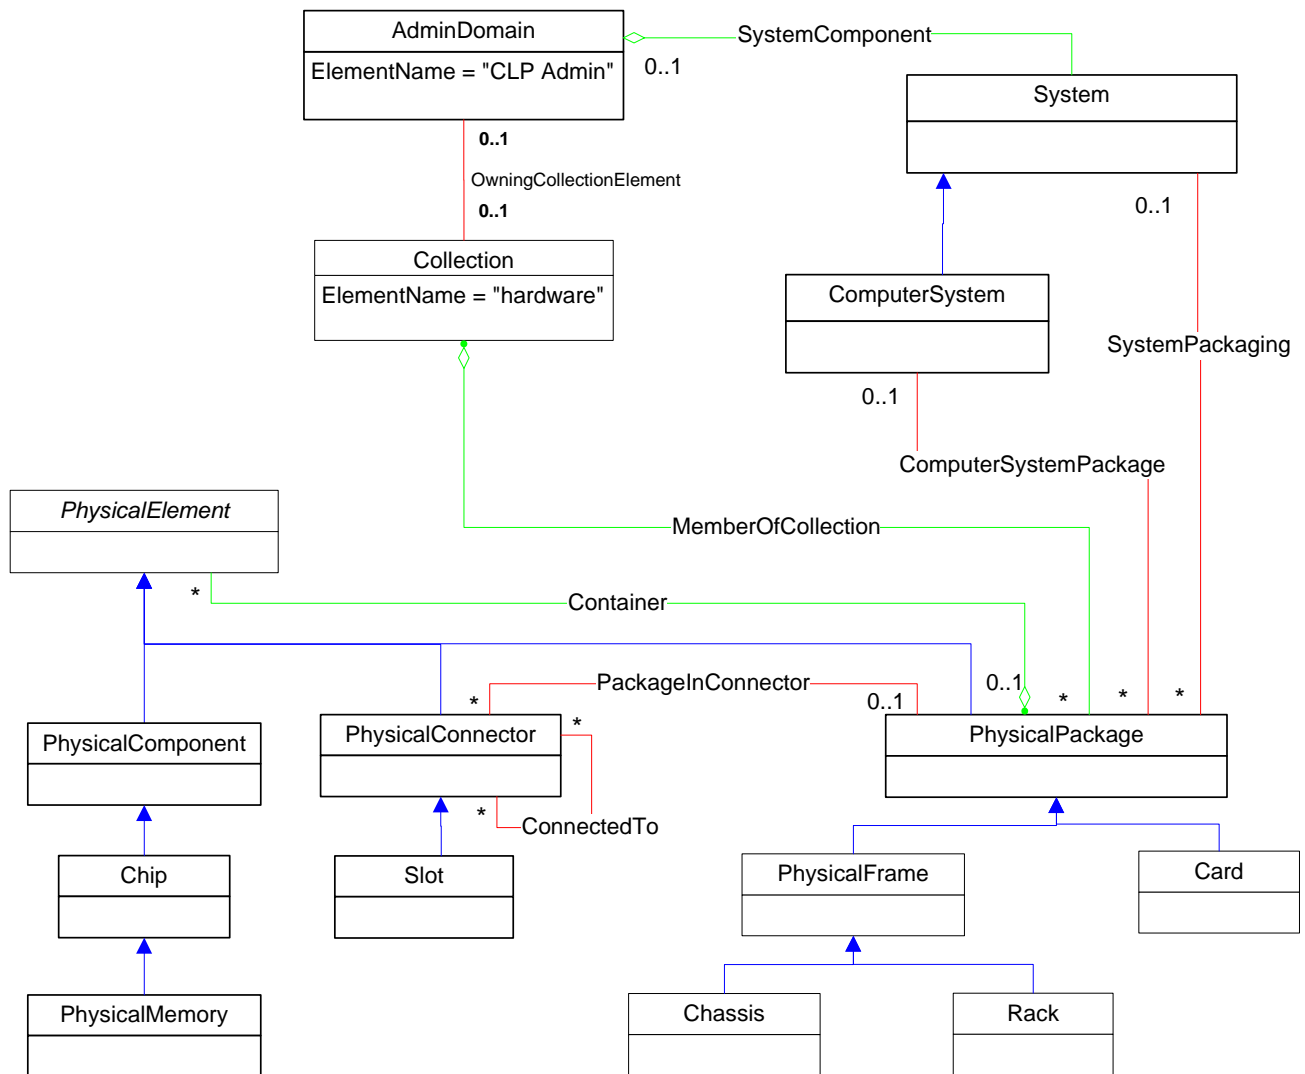 AdminDomain
ElementName = "CLP Admin"
SystemComponent
0..1
System
0..1
OwningCollectionElement
0..1
0..1
Collection
ElementName = "hardware"
ComputerSystem
SystemPackaging
0..1
ComputerSystemPackage
PhysicalElement
MemberOfCollection
*
Container
PackageInConnector
0..1
*
0..1
*
*
*
*
PhysicalComponent
PhysicalConnector
PhysicalPackage
*
ConnectedTo
Chip
Slot
PhysicalFrame
Card
PhysicalMemory
Chassis
Rack